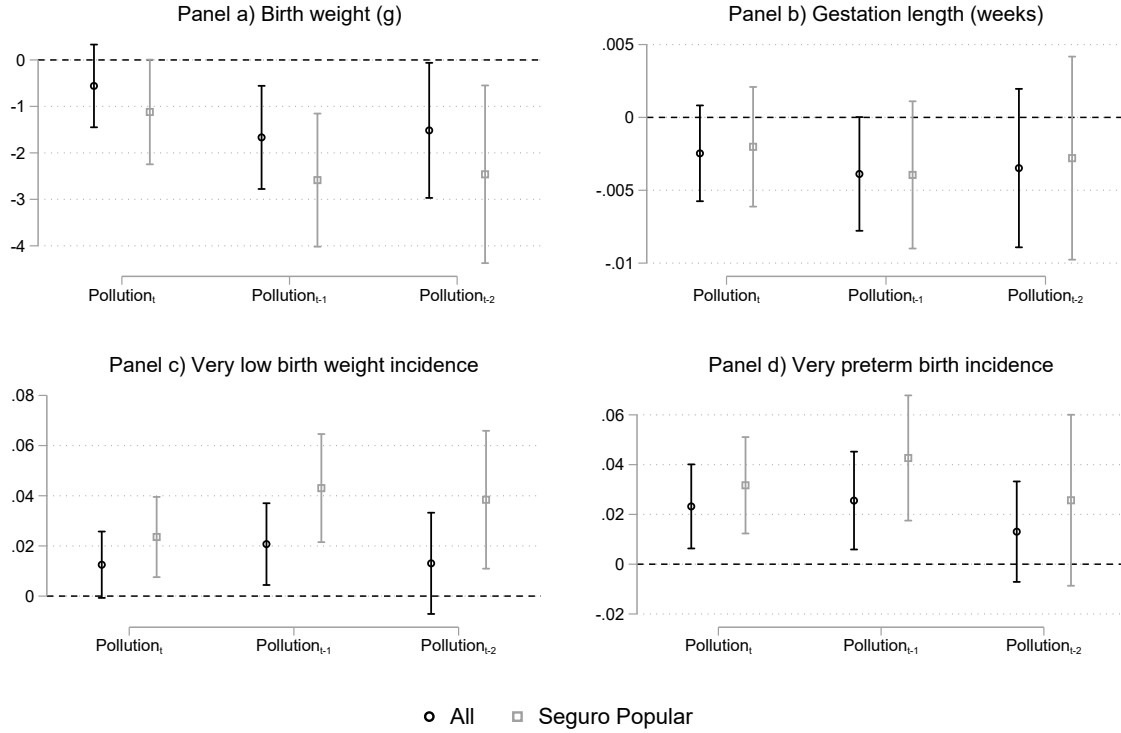 Panel a) Birth weight (g)
0
-1
-2
-3
-4
Pollutiont Pollutiont-1 Pollutiont-2
Panel b) Gestation length (weeks)
.005
0
-.005
-.01
Pollutiont Pollutiont-1 Pollutiont-2
Panel c) Very low birth weight incidence
.08
.06
.04
.02
0
Pollutiont Pollutiont-1 Pollutiont-2
Panel d) Very preterm birth incidence
.06
.04
.02
0
-.02
Pollutiont Pollutiont-1 Pollutiont-2
All Seguro Popular